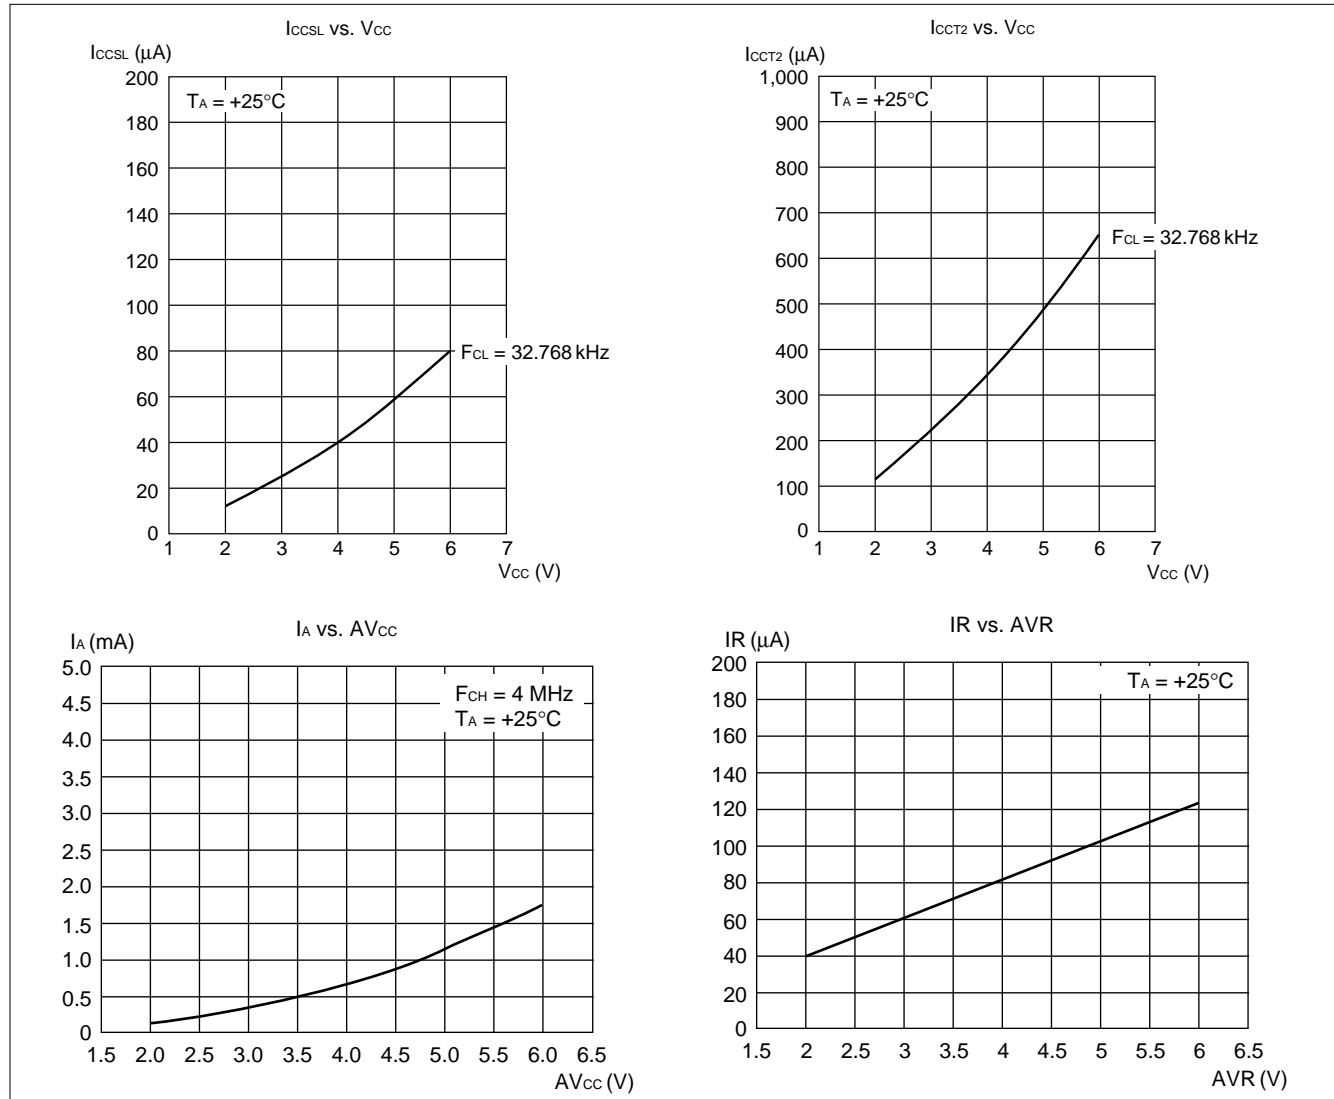 ICCSL vs. VCC
ICCSL (μA)
200
180
160
140
120
100
80
60
40
20
0
TA = +25°C
FCL = 32.768 kHz
1 2 3 4 5 6 7
VCC (V)
ICCT2 vs. VCC
ICCT2 (μA)
1,000
900
800
700
600
500
400
300
200
100
0
TA = +25°C
FCL = 32.768 kHz
1 2 3 4 5 6 7
VCC (V)
IA vs. AVCC
IA (mA)
5.0
4.5
4.0
3.5
3.0
2.5
2.0
1.5
1.0
0.5
0
FCH = 4 MHz
TA = +25°C
1.5 2.0 2.5 3.0 3.5 4.0 4.5 5.0 5.5 6.0 6.5
AVCC (V)
IR vs. AVR
IR (μA)
200
180
160
140
120
100
80
60
40
20
0
TA = +25°C
1.5 2 2.5 3 3.5 4 4.5 5 5.5 6 6.5
AVR (V)